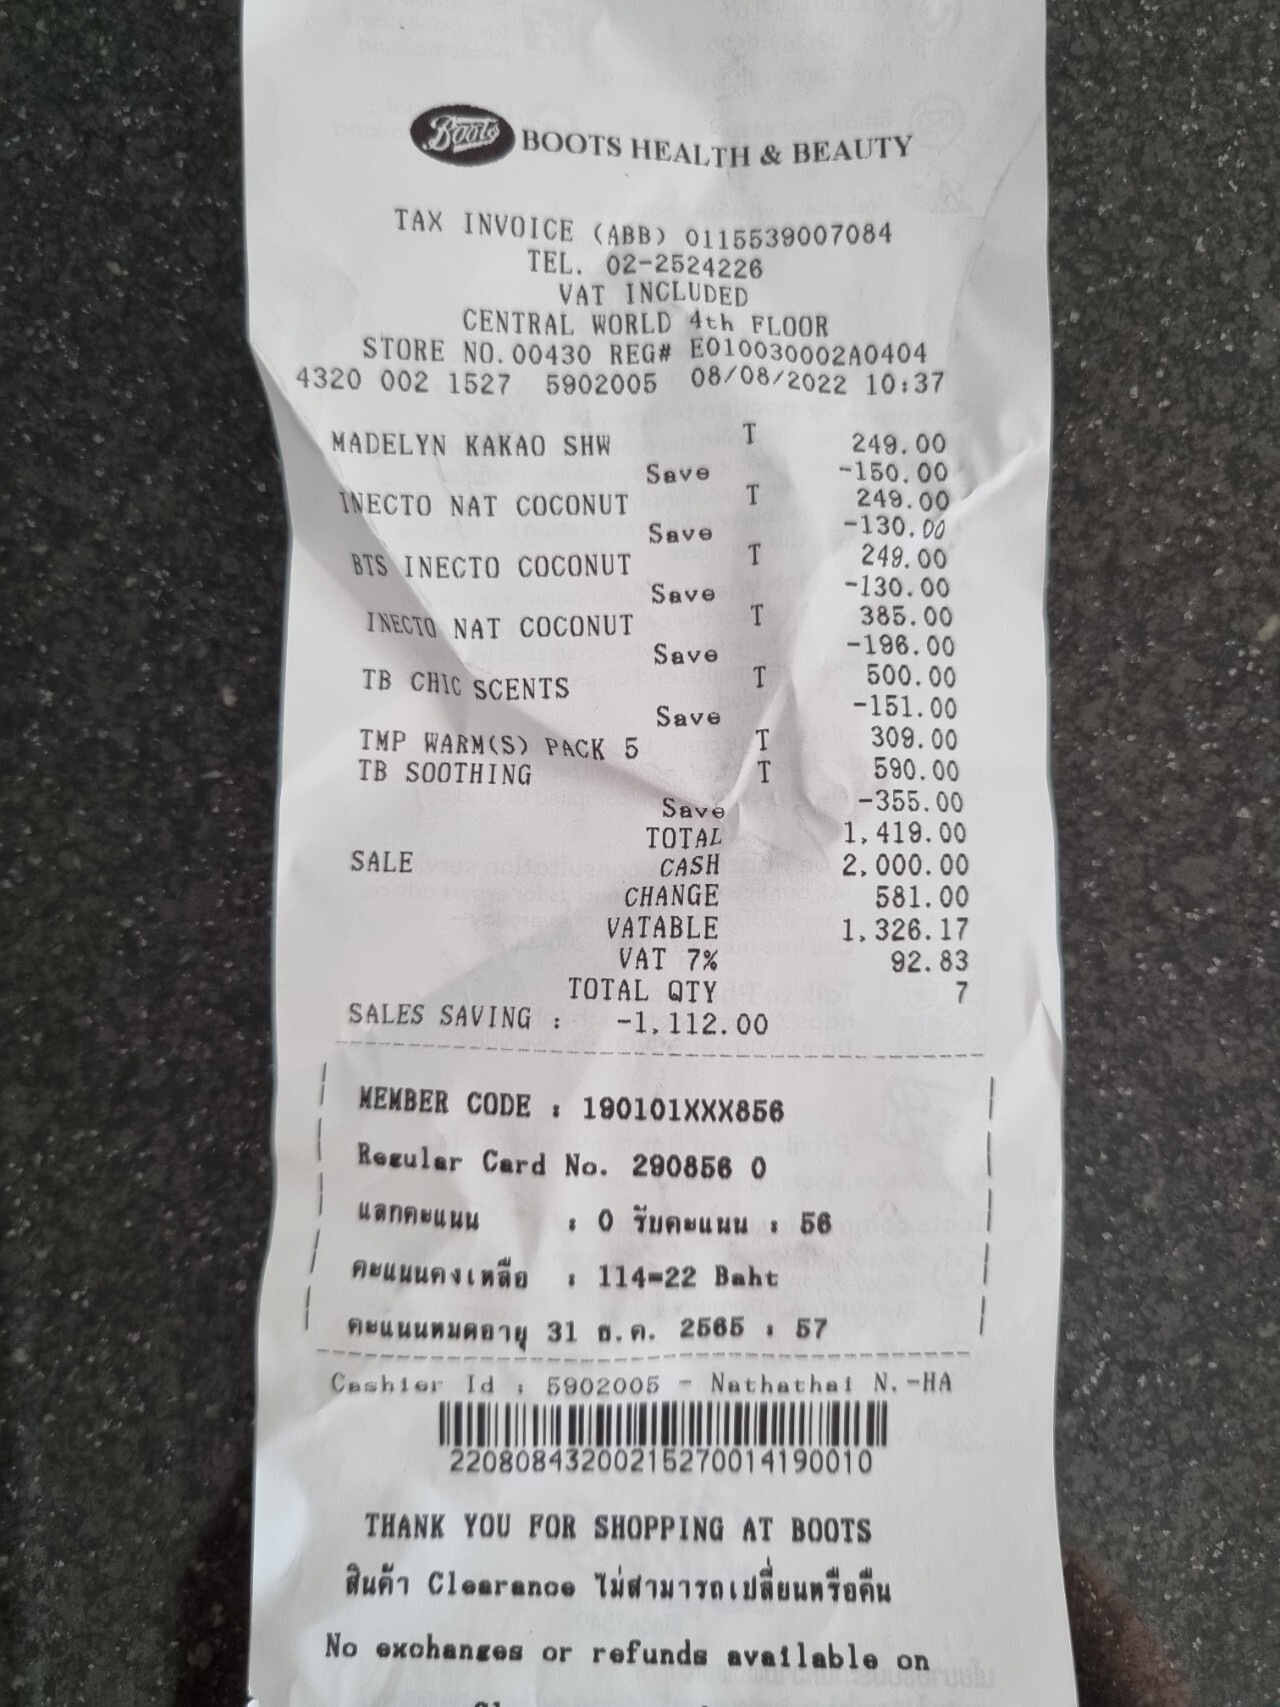 Boots BOOTS HEALTH & BEAUTY
TAX INVOICE (ABB) 0115539007084
TEL. 02-2524226
VAT INCLUDED
CENTRAL WORLD 4th FLOOR
STORE NO.00430 REG# E010030002A0404
4320 002 1527 5902005 08/08/2022 10:37
MADELYN KAKAO SHW T 249.00
Save -150.00
INECTO NAT COCONUT T 249.00
Save -130.00
BTS INECTO COCONUT T 249.00
Save -130.00
INECTO NAT COCONUT T 385.00
Save -196.00
TB CHIC SCENTS T 500.00
Save -151.00
TMP WARM(S) PACK 5 T 309.00
TB SOOTHING T 590.00
Save -355.00
TOTAL 1,419.00
SALE CASH 2,000.00
CHANGE 581.00
VATABLE 1,326.17
VAT 7% 92.83
TOTAL QTY 7
SALES SAVING : -1,112.00
MEMBER CODE : 190101XXX856
Regular Card No. 290856 0
แลกคะแนน : 0 รับคะแนน : 56
คะแนนคงเหลือ : 114=22 Baht
คะแนนหมดอายุ 31 ธ.ค. 2565 : 57
Cashier Id : 5902005 - Nathathai N.-HA
22080843200215270014190010
THANK YOU FOR SHOPPING AT BOOTS
สินค้า Clearance ไม่สามารถเปลี่ยนหรือคืน
No exchanges or refunds available on